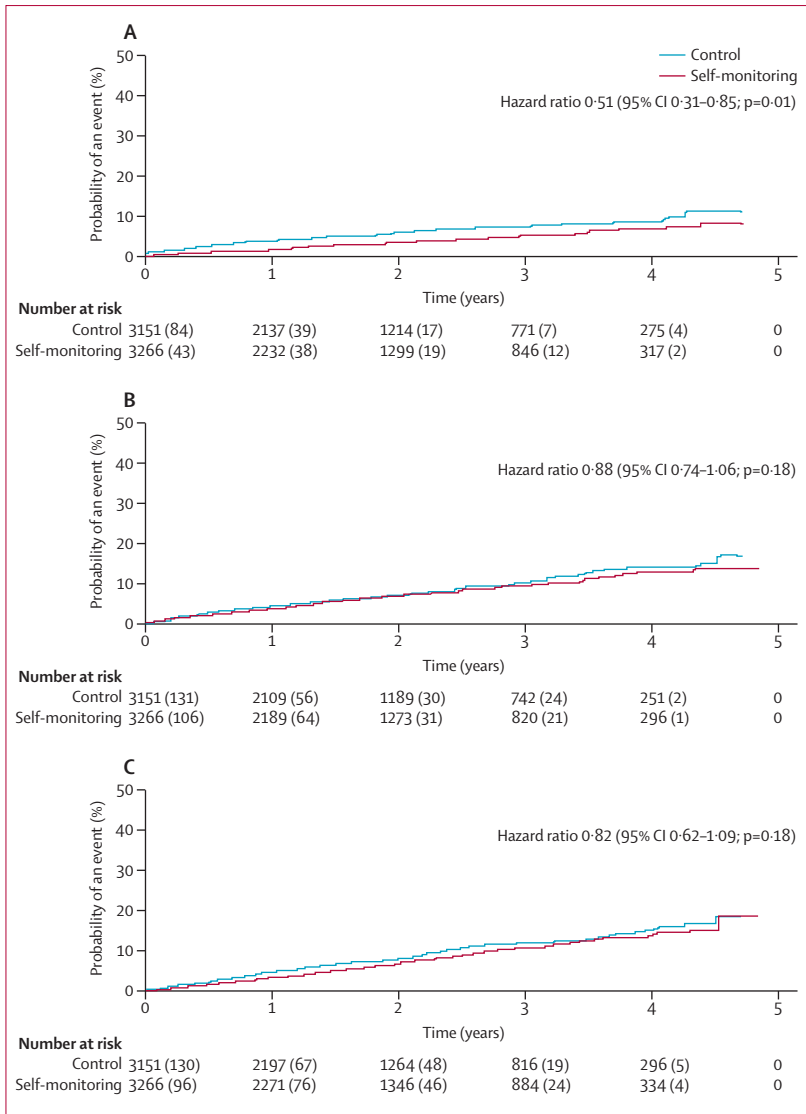 A
50
40
30
20
10
0
Probability of an event (%)
Control
Self-monitoring
Hazard ratio 0·51 (95% CI 0·31–0·85; p=0·01)
0 1 2 3 4 5
Time (years)
Number at risk
Control 3151 (84) 2137 (39) 1214 (17) 771 (7) 275 (4) 0
Self-monitoring 3266 (43) 2232 (38) 1299 (19) 846 (12) 317 (2) 0
B
50
40
30
20
10
0
Probability of an event (%)
Hazard ratio 0·88 (95% CI 0·74–1·06; p=0·18)
0 1 2 3 4 5
Time (years)
Number at risk
Control 3151 (131) 2109 (56) 1189 (30) 742 (24) 251 (2) 0
Self-monitoring 3266 (106) 2189 (64) 1273 (31) 820 (21) 296 (1) 0
C
50
40
30
20
10
0
Probability of an event (%)
Hazard ratio 0·82 (95% CI 0·62–1·09; p=0·18)
0 1 2 3 4 5
Time (years)
Number at risk
Control 3151 (130) 2197 (67) 1264 (48) 816 (19) 296 (5) 0
Self-monitoring 3266 (96) 2271 (76) 1346 (46) 884 (24) 334 (4) 0